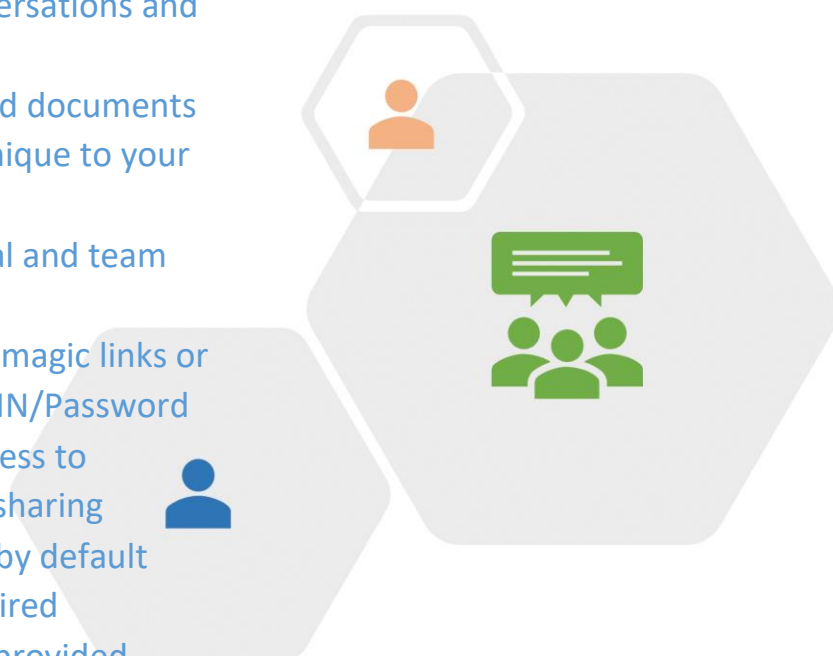 ersations and
d documents
nique to your
l and team
magic links or
IN/Password
ess to
sharing
by default
ired
provided